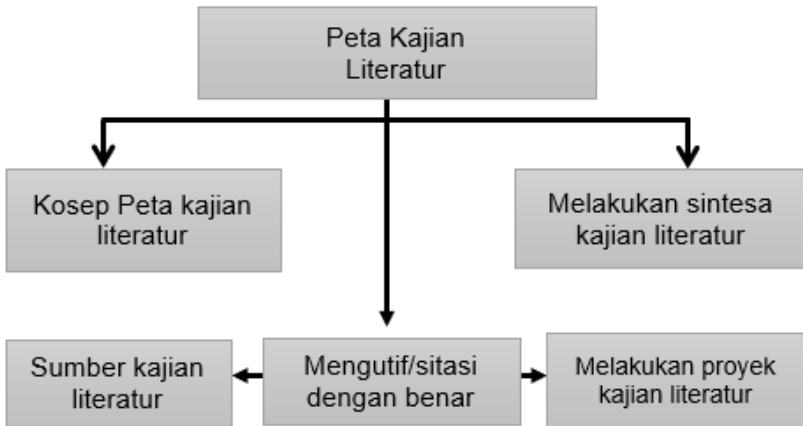 Peta Kajian
Literatur
Kosep Peta kajian
literatur
Melakukan sintesa
kajian literatur
Sumber kajian
literatur
Mengutif/sitasi
dengan benar
Melakukan proyek
kajian literatur